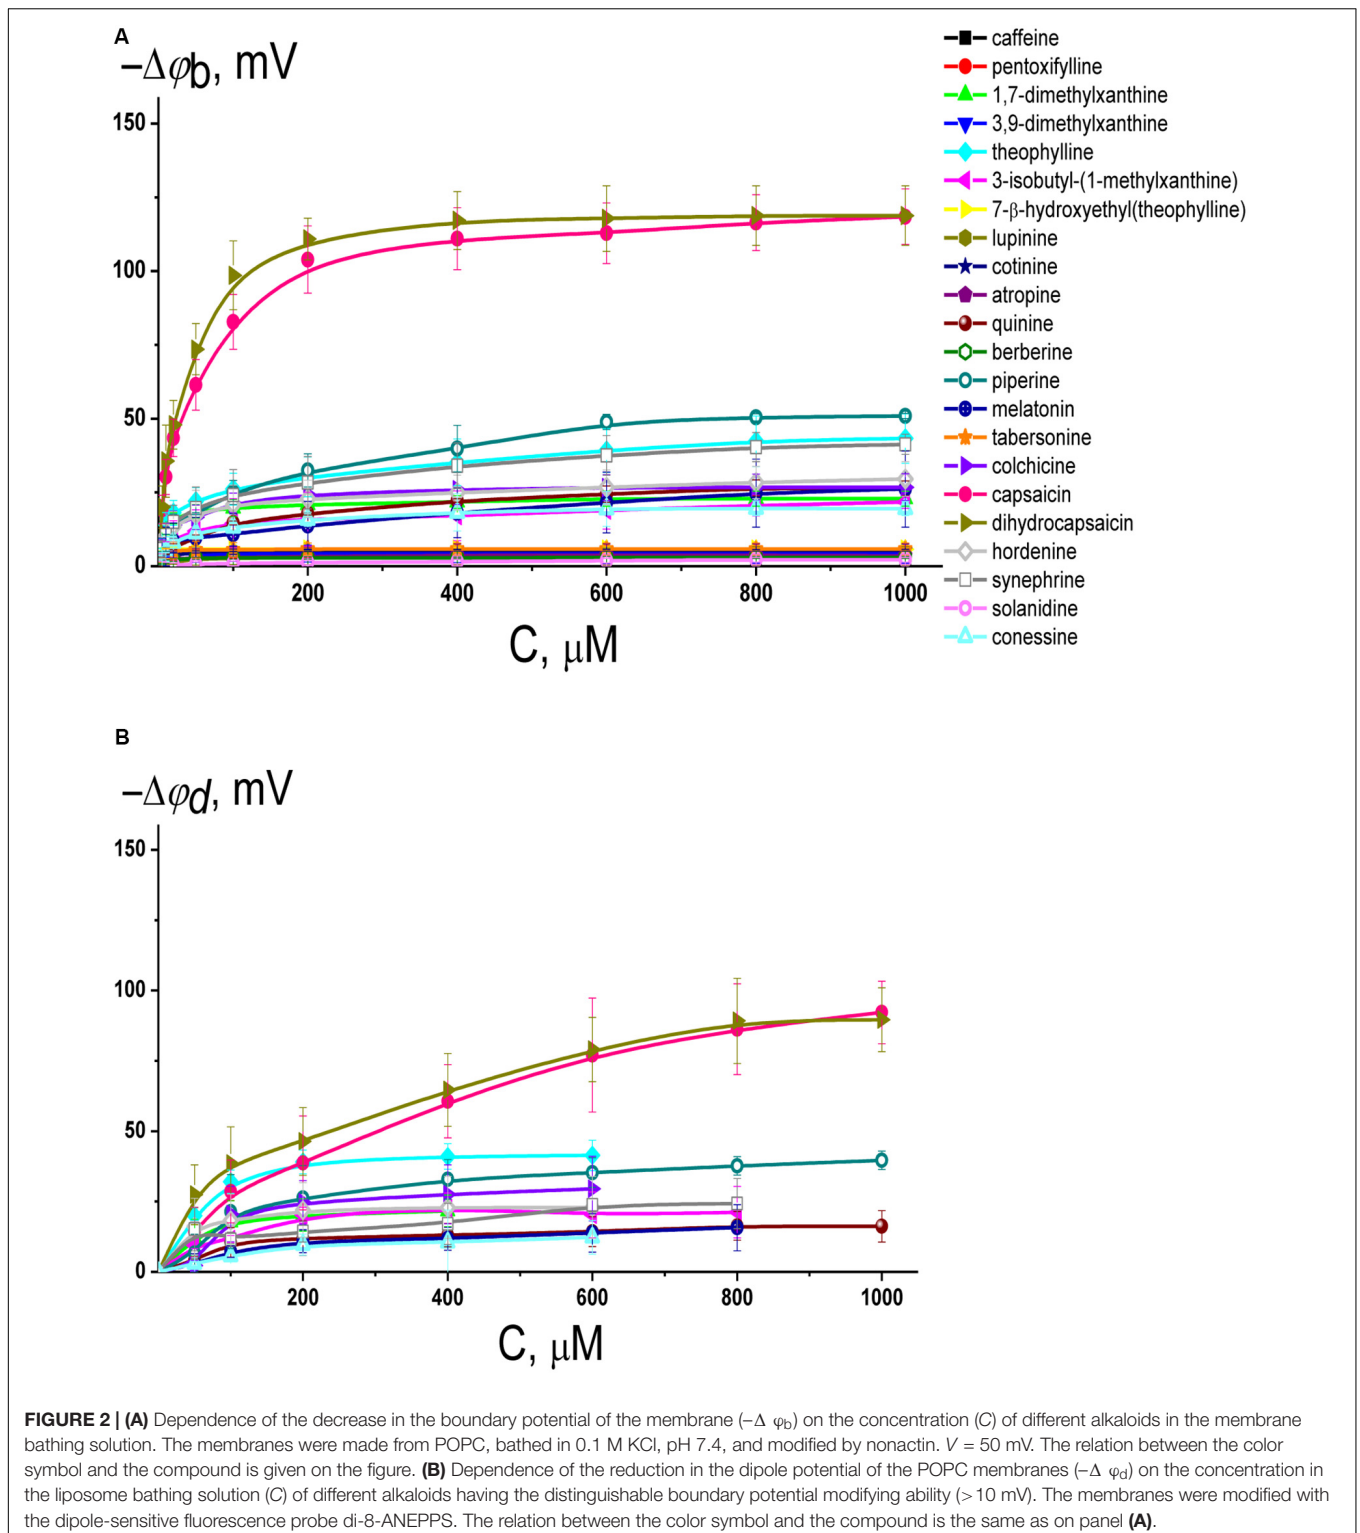 A
−Δφb, mV
150
100
50
0
200 400 600 800 1000
C, μM
caffeine
pentoxifylline
1,7-dimethylxanthine
3,9-dimethylxanthine
theophylline
3-isobutyl-(1-methylxanthine)
7-β-hydroxyethyl(theophylline)
lupinine
cotinine
atropine
quinine
berberine
piperine
melatonin
tabersonine
colchicine
capsaicin
dihydrocapsaicin
hordenine
synephrine
solanidine
conessine
B
−Δφd, mV
150
100
50
0
200 400 600 800 1000
C, μM
FIGURE 2 | (A) Dependence of the decrease in the boundary potential of the membrane (−Δ φb) on the concentration (C) of different alkaloids in the membrane
bathing solution. The membranes were made from POPC, bathed in 0.1 M KCl, pH 7.4, and modified by nonactin. V = 50 mV. The relation between the color
symbol and the compound is given on the figure. (B) Dependence of the reduction in the dipole potential of the POPC membranes (−Δ φd) on the concentration in
the liposome bathing solution (C) of different alkaloids having the distinguishable boundary potential modifying ability (>10 mV). The membranes were modified with
the dipole-sensitive fluorescence probe di-8-ANEPPS. The relation between the color symbol and the compound is the same as on panel (A).